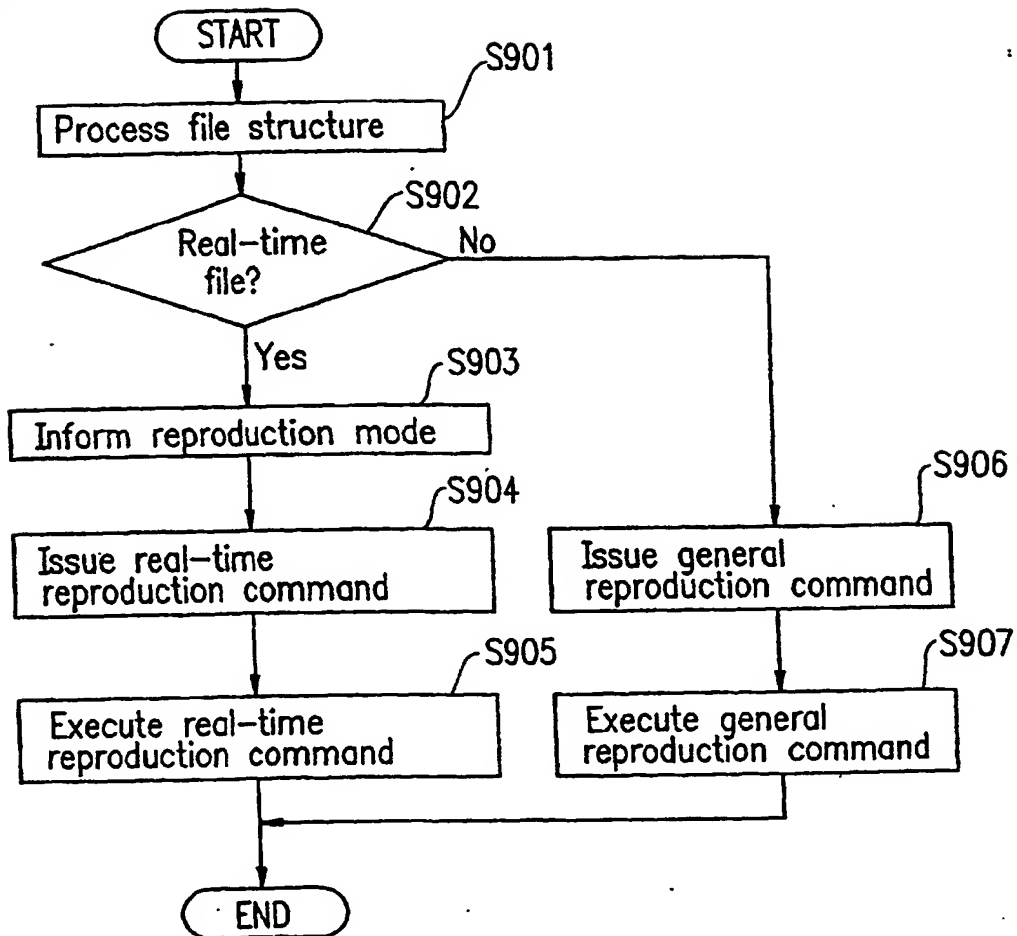 START
S901
Process file structure
S902
Real-time
file?
No
Yes
S903
Inform reproduction mode
S904
Issue real-time
reproduction command
S906
Issue general
reproduction command
S905
Execute real-time
reproduction command
S907
Execute general
reproduction command
END